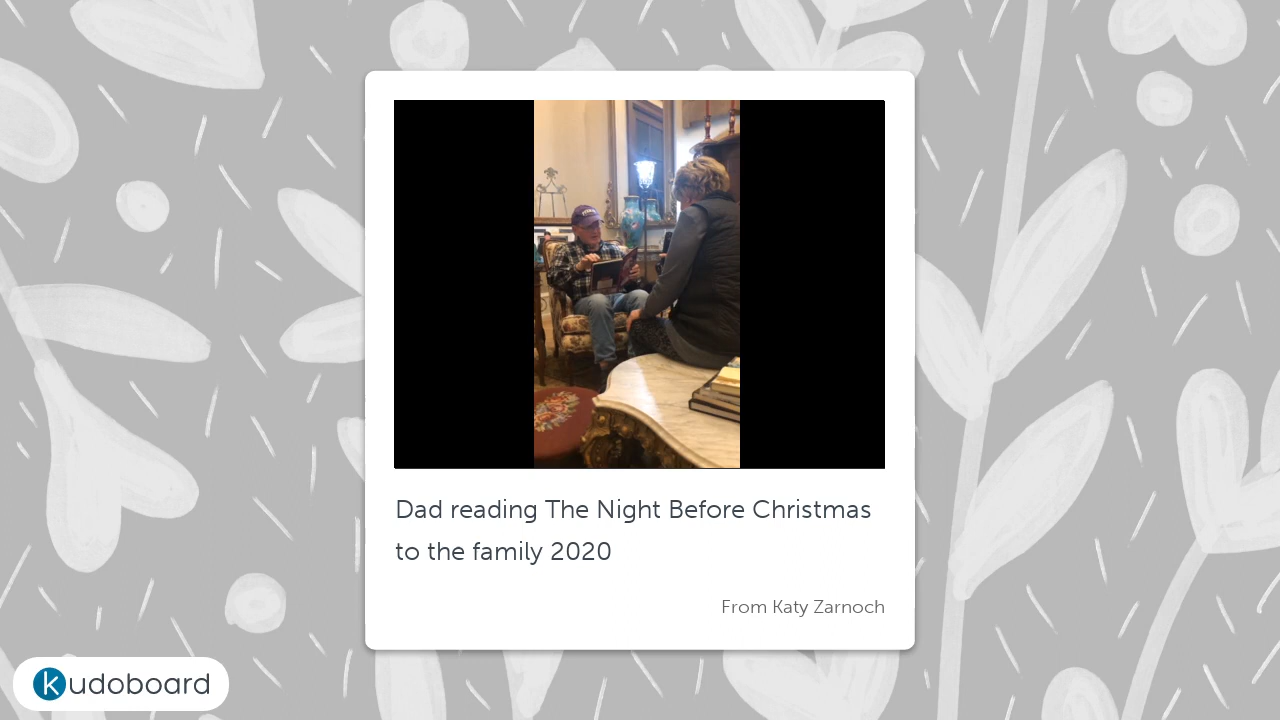 Dad reading The Night Before Christmas
to the family 2020
From Katy Zarnoch
kudoboard